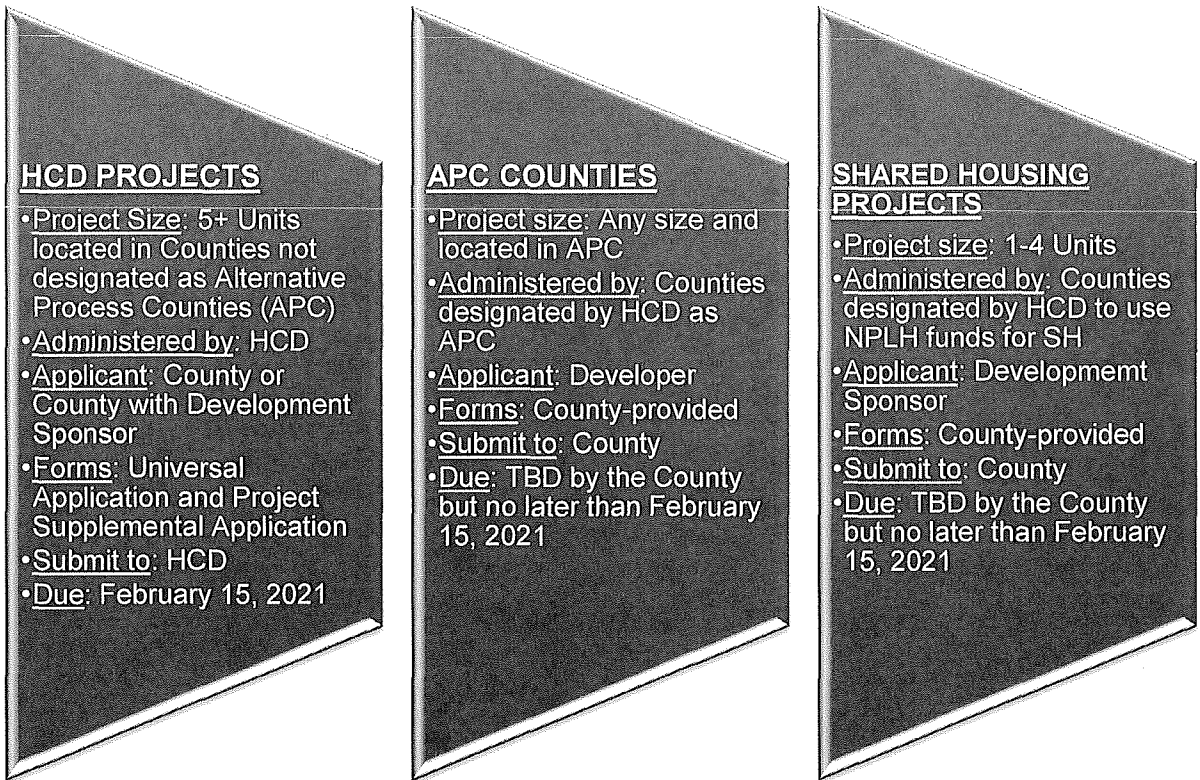 HCD PROJECTS
•Project Size: 5+ Units
located in Counties not
designated as Alternative
Process Counties (APC)
•Administered by: HCD
•Applicant: County or
County with Development
Sponsor
•Forms: Universal
Application and Project
Supplemental Application
•Submit to: HCD
•Due: February 15, 2021
APC COUNTIES
•Project size: Any size and
located in APC
•Administered by: Counties
designated by HCD as
APC
•Applicant: Developer
•Forms: County-provided
•Submit to: County
•Due: TBD by the County
but no later than February
15, 2021
SHARED HOUSING
PROJECTS
•Project size: 1-4 Units
•Administered by: Counties
designated by HCD to use
NPLH funds for SH
•Applicant: Developmemt
Sponsor
•Forms: County-provided
•Submit to: County
•Due: TBD by the County
but no later than February
15, 2021